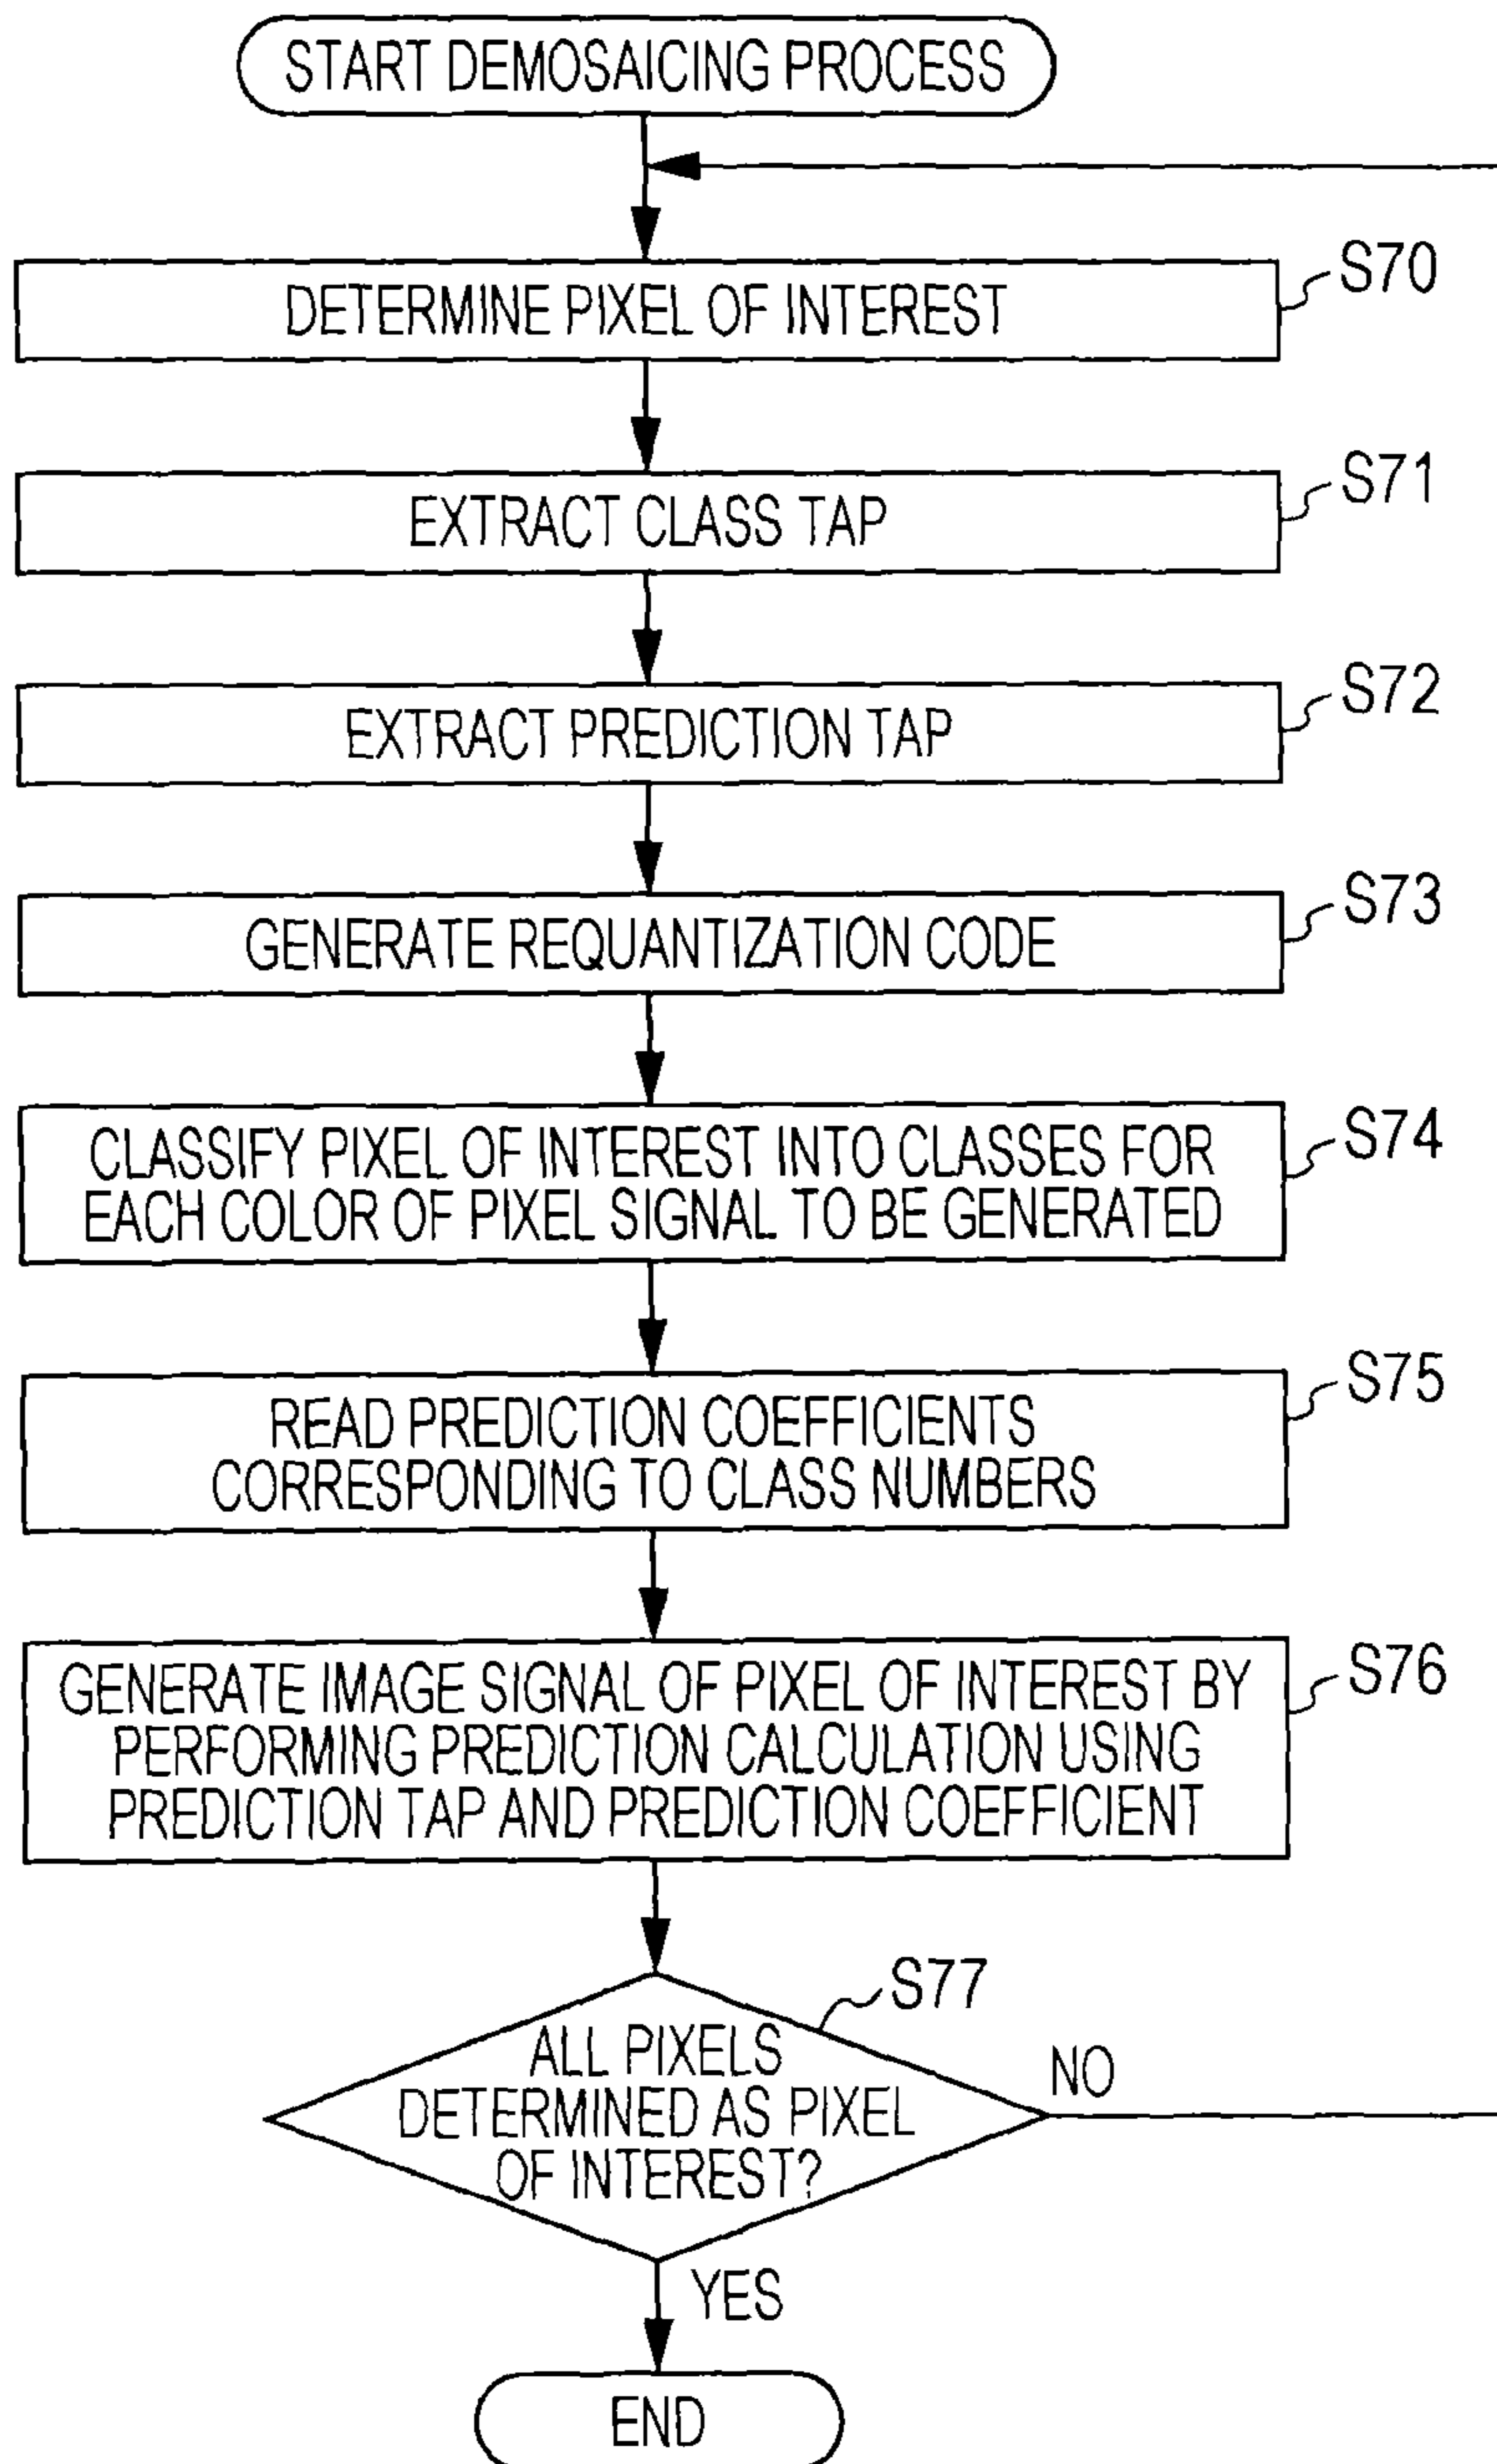 START DEMOSAICING PROCESS
DETERMINE PIXEL OF INTEREST
S70
EXTRACT CLASS TAP
S71
EXTRACT PREDICTION TAP
S72
GENERATE REQUANTIZATION CODE
S73
CLASSIFY PIXEL OF INTEREST INTO CLASSES FOR
EACH COLOR OF PIXEL SIGNAL TO BE GENERATED
S74
READ PREDICTION COEFFICIENTS
CORRESPONDING TO CLASS NUMBERS
S75
GENERATE IMAGE SIGNAL OF PIXEL OF INTEREST BY
PERFORMING PREDICTION CALCULATION USING
PREDICTION TAP AND PREDICTION COEFFICIENT
S76
S77
ALL PIXELS
DETERMINED AS PIXEL
OF INTEREST?
NO
YES
END